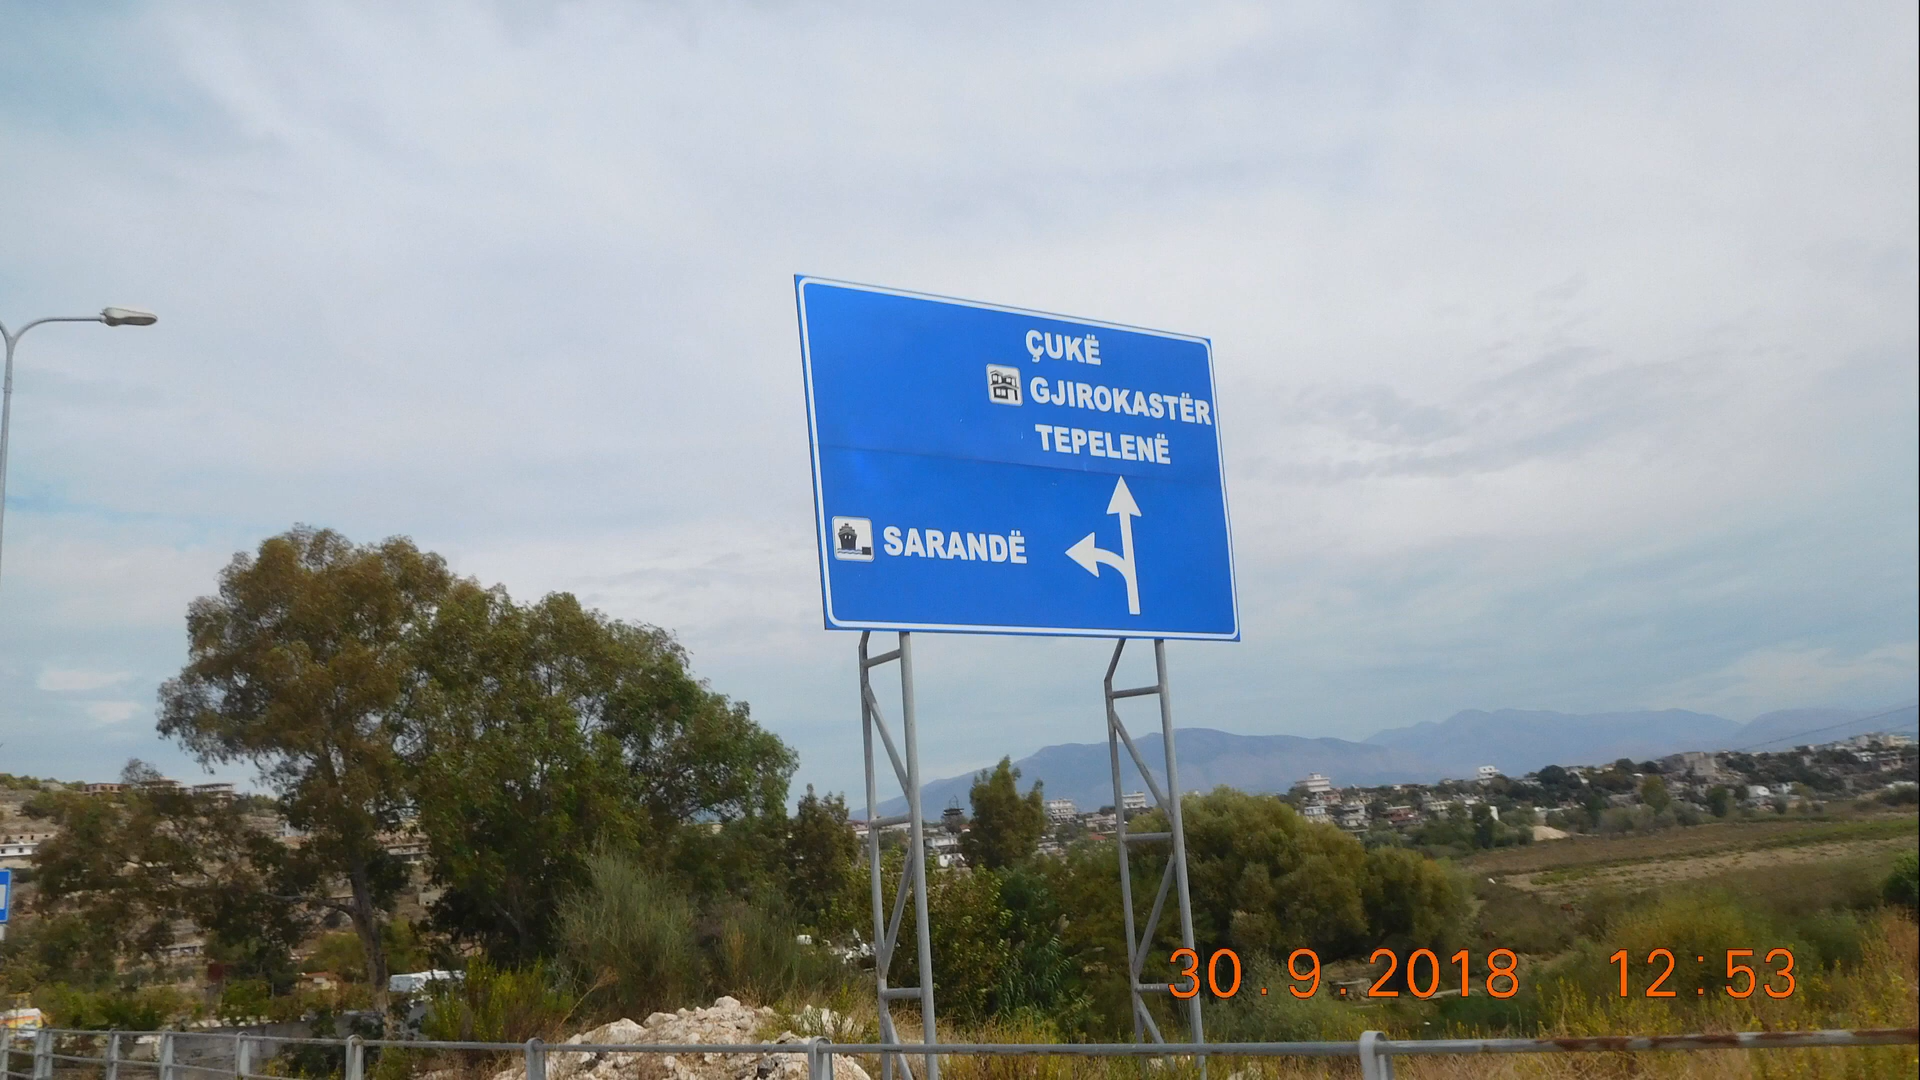 ÇUKË
GJIROKASTËR
TEPELENË
SARANDË
30.9.2018 12:53